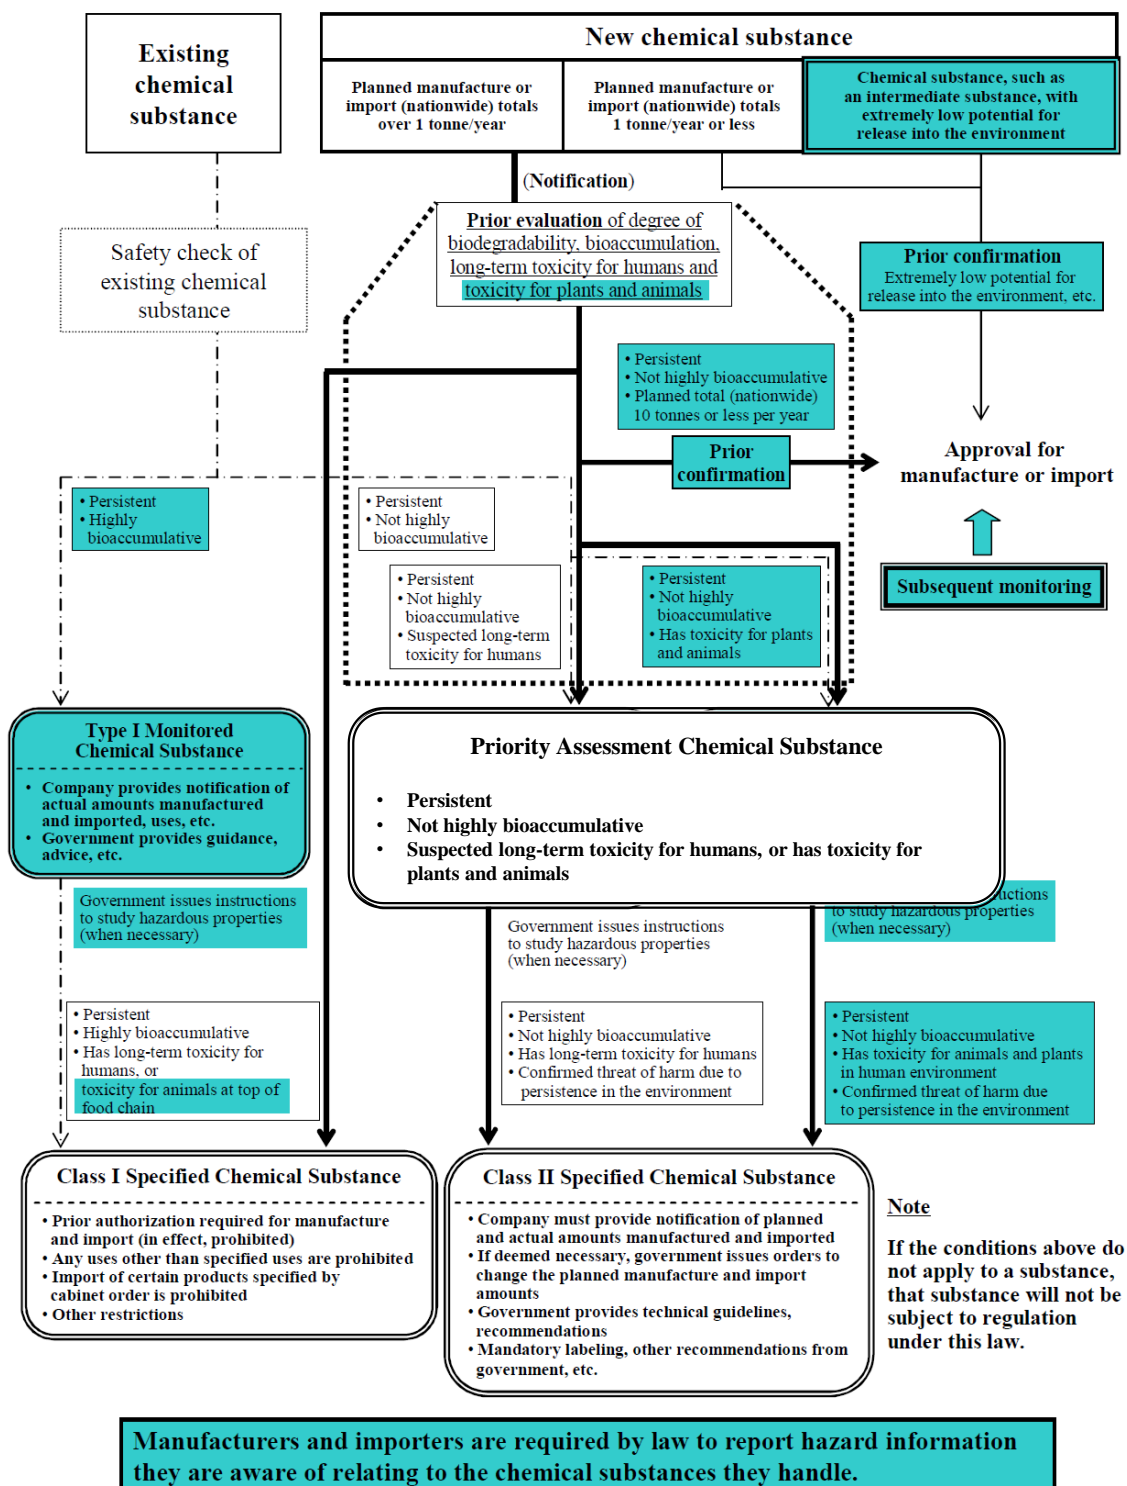 Existing
chemical
substance
New chemical substance
Planned manufacture or
import (nationwide) totals
over 1 tonne/year
Planned manufacture or
import (nationwide) totals
1 tonne/year or less
Chemical substance, such as
an intermediate substance, with
extremely low potential for
release into the environment
(Notification)
Prior evaluation of degree of
biodegradability, bioaccumulation,
long-term toxicity for humans and
toxicity for plants and animals
Safety check of
existing chemical
substance
Prior confirmation
Extremely low potential for
release into the environment, etc.
• Persistent
• Not highly bioaccumulative
• Planned total (nationwide)
10 tonnes or less per year
Prior
confirmation
Approval for
manufacture or import
• Persistent
• Highly
bioaccumulative
• Persistent
• Not highly
bioaccumulative
• Persistent
• Not highly
bioaccumulative
• Suspected long-term
toxicity for humans
• Persistent
• Not highly
bioaccumulative
• Has toxicity for plants
and animals
Subsequent monitoring
Type I Monitored
Chemical Substance
• Company provides notification of
actual amounts manufactured
and imported, uses, etc.
• Government provides guidance,
advice, etc.
Priority Assessment Chemical Substance
• Persistent
• Not highly bioaccumulative
• Suspected long-term toxicity for humans, or has toxicity for
plants and animals
Government issues instructions
to study hazardous properties
(when necessary)
Government issues instructions
to study hazardous properties
(when necessary)
to study hazardous properties
(when necessary)
• Persistent
• Highly bioaccumulative
• Has long-term toxicity for
humans, or
toxicity for animals at top of
food chain
• Persistent
• Not highly bioaccumulative
• Has long-term toxicity for humans
• Confirmed threat of harm due to
persistence in the environment
• Persistent
• Not highly bioaccumulative
• Has toxicity for animals and plants
in human environment
• Confirmed threat of harm due
to persistence in the environment
Class I Specified Chemical Substance
• Prior authorization required for manufacture
and import (in effect, prohibited)
• Any uses other than specified uses are prohibited
• Import of certain products specified by
cabinet order is prohibited
• Other restrictions
Class II Specified Chemical Substance
• Company must provide notification of planned
and actual amounts manufactured and imported
• If deemed necessary, government issues orders to
change the planned manufacture and import
amounts
• Government provides technical guidelines,
recommendations
• Mandatory labeling, other recommendations from
government, etc.
Note
If the conditions above do
not apply to a substance,
that substance will not be
subject to regulation
under this law.
Manufacturers and importers are required by law to report hazard information
they are aware of relating to the chemical substances they handle.